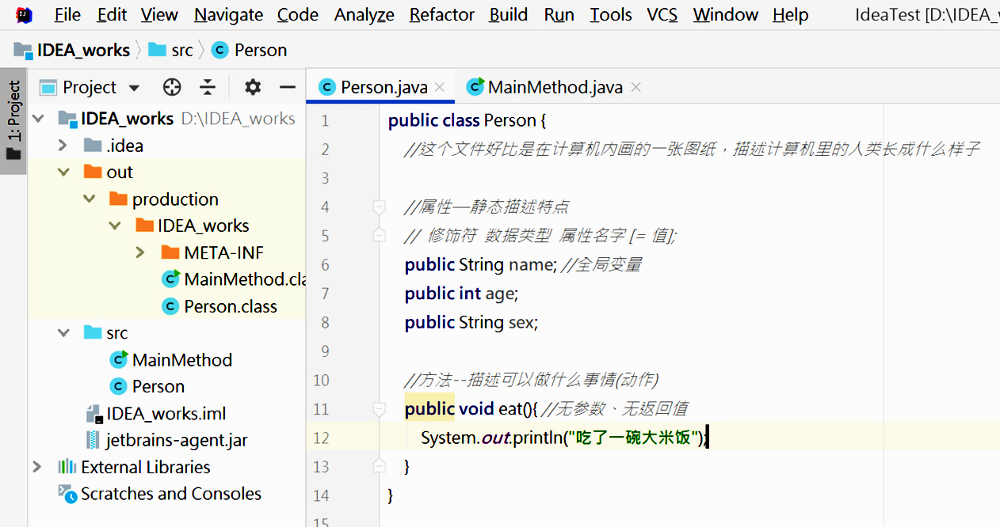 File Edit View Navigate Code Analyze Refactor Build Run Tools VCS Window Help IdeaTest [D:\IDEA_
IDEA_works src Person
1: Project
Project
Person.java MainMethod.java
IDEA_works D:\IDEA_works
.idea
out
production
IDEA_works
META-INF
MainMethod.cla
Person.class
src
MainMethod
Person
IDEA_works.iml
jetbrains-agent.jar
External Libraries
Scratches and Consoles
1 public class Person {
2 //这个文件好比是在计算机内画的一张图纸，描述计算机里的人类长成什么样子
3
4 //属性—静态描述特点
5 // 修饰符 数据类型 属性名字 [= 值];
6 public String name; //全局变量
7 public int age;
8 public String sex;
9
10 //方法--描述可以做什么事情(动作)
11 public void eat(){ //无参数、无返回值
12 System.out.println("吃了一碗大米饭");
13 }
14 }
15